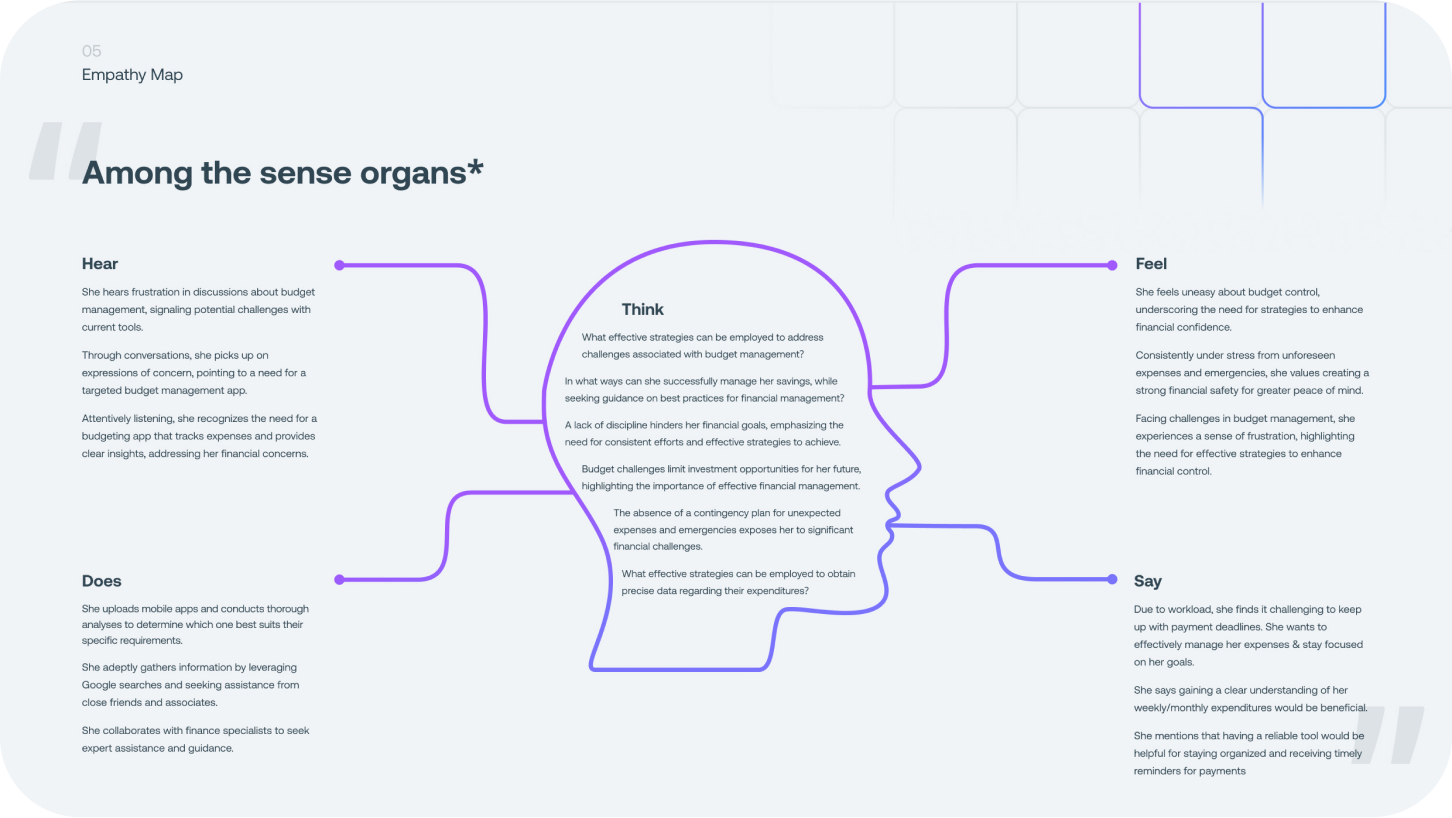 05
Empathy Map
"
Among the sense organs*
Hear
She hears frustration in discussions about budget
management, signaling potential challenges with
current tools.
Through conversations, she picks up on
expressions of concern, pointing to a need for a
targeted budget management app.
Attentively listening, she recognizes the need for a
budgeting app that tracks expenses and provides
clear insights, addressing her financial concerns.
Does
She uploads mobile apps and conducts thorough
analyses to determine which one best suits their
specific requirements.
She adeptly gathers information by leveraging
Google searches and seeking assistance from
close friends and associates.
She collaborates with finance specialists to seek
expert assistance and guidance.
Think
What effective strategies can be employed to address
challenges associated with budget management?
In what ways can she successfully manage her savings, while
seeking guidance on best practices for financial management?
A lack of discipline hinders her financial goals, emphasizing the
need for consistent efforts and effective strategies to achieve.
Budget challenges limit investment opportunities for her future,
highlighting the importance of effective financial management.
The absence of a contingency plan for unexpected
expenses and emergencies exposes her to significant
financial challenges.
What effective strategies can be employed to obtain
precise data regarding their expenditures?
Feel
She feels uneasy about budget control,
underscoring the need for strategies to enhance
financial confidence.
Consistently under stress from unforeseen
expenses and emergencies, she values creating a
strong financial safety for greater peace of mind.
Facing challenges in budget management, she
experiences a sense of frustration, highlighting
the need for effective strategies to enhance
financial control.
Say
Due to workload, she finds it challenging to keep
up with payment deadlines. She wants to
effectively manage her expenses & stay focused
on her goals.
She says gaining a clear understanding of her
weekly/monthly expenditures would be beneficial.
She mentions that having a reliable tool would be
helpful for staying organized and receiving timely
reminders for payments
"